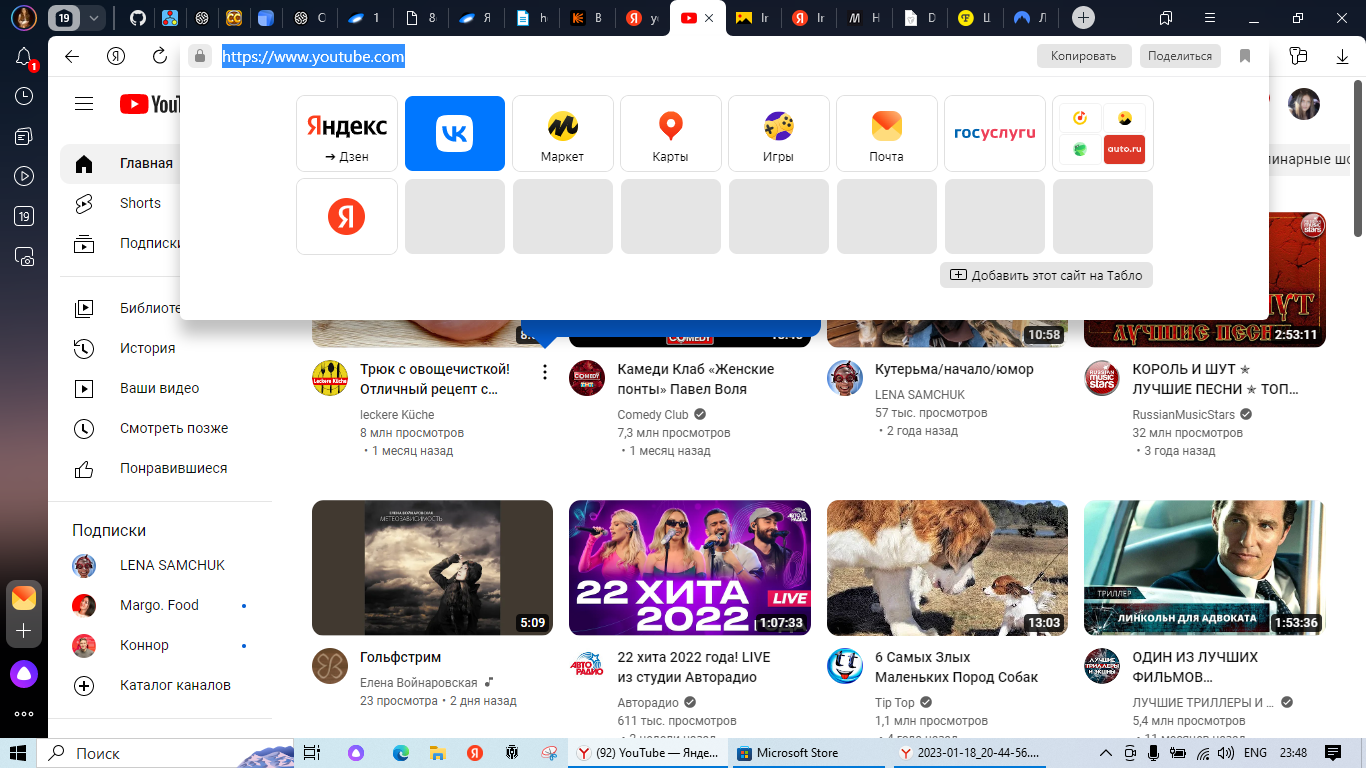 19
1
https://www.youtube.com
Копировать
Поделиться
Главная
Shorts
Подписки
История
Ваши видео
Смотреть позже
Понравившиеся
Подписки
LENA SAMCHUK
Margo. Food
Коннор
Каталог каналов
19
Яндекс
→ Дзен
Маркет
Карты
Игры
Почта
госуслуги
auto.ru
Я
Добавить этот сайт на Табло
COMEDY
10:58
ЛУЧШИЕ ПЕСНИ
2:53:11
Трюк с овощечисткой!
Отличный рецепт с...
leckere Küche
8 млн просмотров
• 1 месяц назад
Камеди Клаб «Женские
понты» Павел Воля
Comedy Club
7,3 млн просмотров
• 1 месяц назад
Кутерьма/начало/юмор
LENA SAMCHUK
57 тыс. просмотров
• 2 года назад
КОРОЛЬ И ШУТ ✯
ЛУЧШИЕ ПЕСНИ ✯ ТОП...
RussianMusicStars
32 млн просмотров
• 3 года назад
ЕЛЕНА ВОЙНАРОВСКАЯ
МЕТЕОЗАВИСИМОСТЬ
5:09
22 ХИТА
2022
LIVE
1:07:33
13:03
ТРИЛЛЕР
ЛИНКОЛЬН ДЛЯ АДВОКАТА
1:53:36
Гольфстрим
Елена Войнаровская
23 просмотра • 2 дня назад
22 хита 2022 года! LIVE
из студии Авторадио
Авторадио
611 тыс. просмотров
6 Самых Злых
Маленьких Пород Собак
Tip Top
1,1 млн просмотров
ОДИН ИЗ ЛУЧШИХ
ФИЛЬМОВ...
ЛУЧШИЕ ТРИЛЛЕРЫ И ...
5,4 млн просмотров
Поиск
(92) YouTube — Янде...
Microsoft Store
2023-01-18_20-44-56....
ENG
23:48